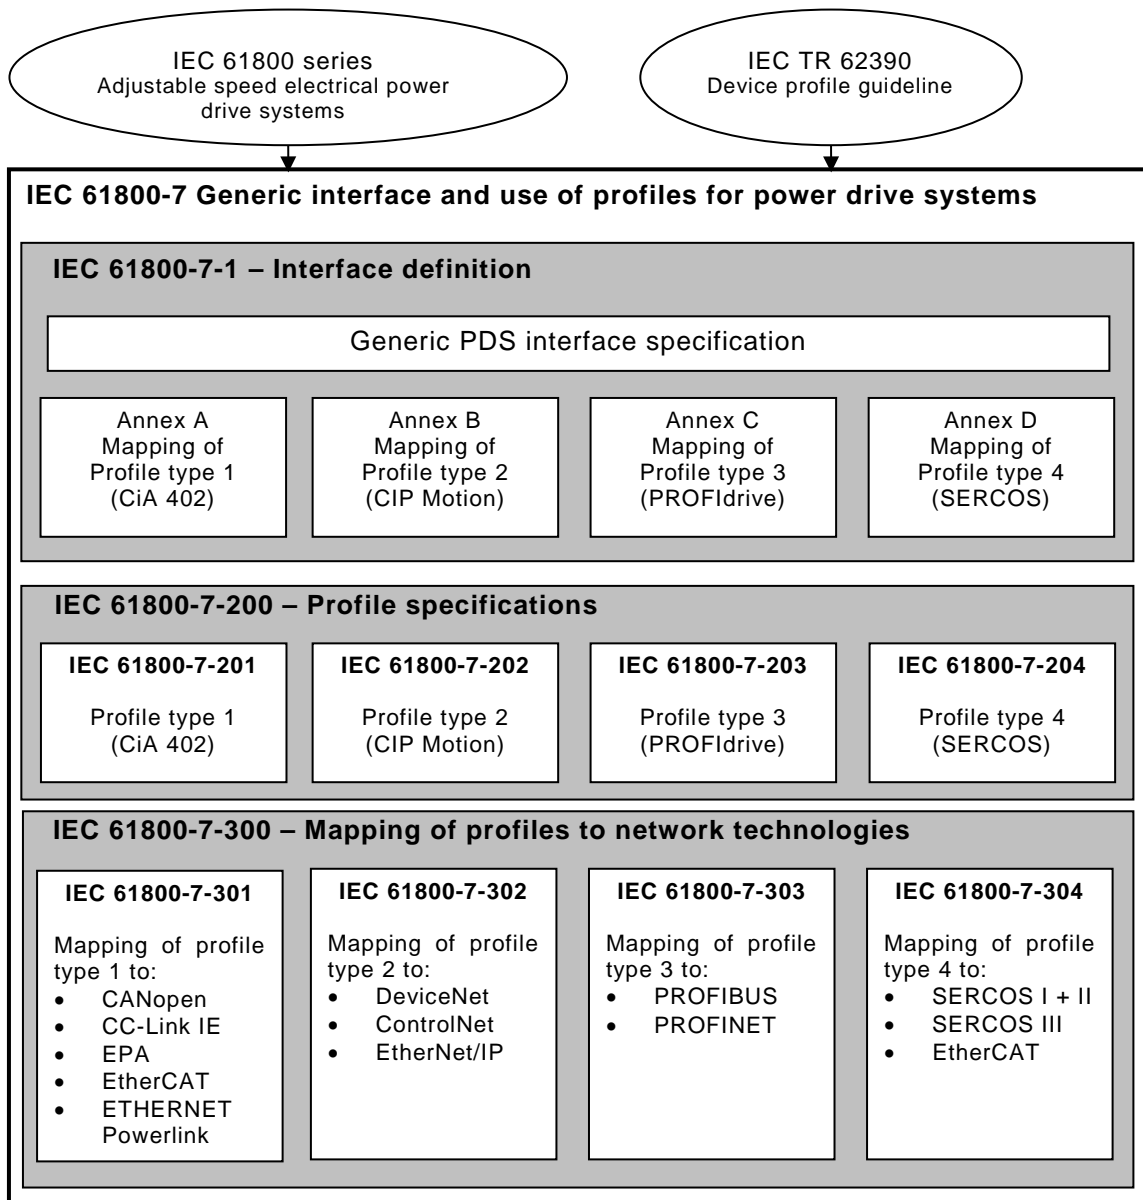 IEC 61800 series
Adjustable speed electrical power
drive systems
IEC TR 62390
Device profile guideline
IEC 61800-7 Generic interface and use of profiles for power drive systems
IEC 61800-7-1 – Interface definition
Generic PDS interface specification
Annex A
Mapping of
Profile type 1
(CiA 402)
Annex B
Mapping of
Profile type 2
(CIP Motion)
Annex C
Mapping of
Profile type 3
(PROFIdrive)
Annex D
Mapping of
Profile type 4
(SERCOS)
IEC 61800-7-200 – Profile specifications
IEC 61800-7-201
Profile type 1
(CiA 402)
IEC 61800-7-202
Profile type 2
(CIP Motion)
IEC 61800-7-203
Profile type 3
(PROFIdrive)
IEC 61800-7-204
Profile type 4
(SERCOS)
IEC 61800-7-300 – Mapping of profiles to network technologies
IEC 61800-7-301
Mapping of profile
type 1 to:
• CANopen
• CC-Link IE
• EPA
• EtherCAT
• ETHERNET
Powerlink
IEC 61800-7-302
Mapping of profile
type 2 to:
• DeviceNet
• ControlNet
• EtherNet/IP
IEC 61800-7-303
Mapping of profile
type 3 to:
• PROFIBUS
• PROFINET
IEC 61800-7-304
Mapping of profile
type 4 to:
• SERCOS I + II
• SERCOS III
• EtherCAT